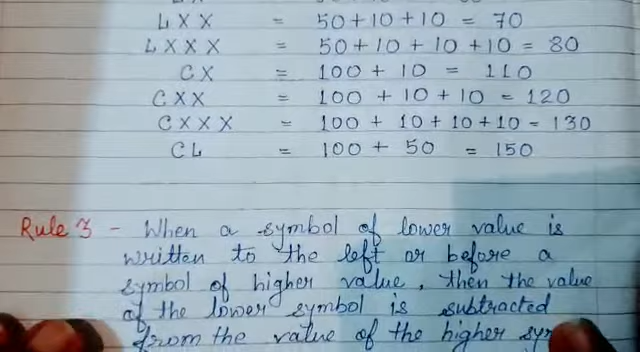 LXX = 50+10+10 = 70
LXXX = 50+10+10+10 = 80
CX = 100 + 10 = 110
CXX = 100 + 10 + 10 = 120
CXXX = 100 + 10+10+10 = 130
CL = 100 + 50 = 150
Rule 3 - When a symbol of lower value is
written to the left or before a
symbol of higher value, then the value
of the lower symbol is subtracted
from the value of the higher